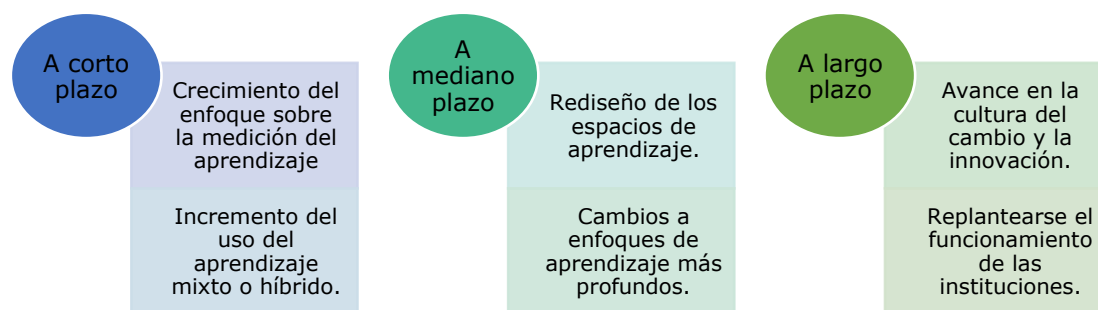 A corto
plazo
Crecimiento del
enfoque sobre
la medición del
aprendizaje
Incremento del
uso del
aprendizaje
mixto o híbrido.
A
mediano
plazo
Rediseño de los
espacios de
aprendizaje.
Cambios a
enfoques de
aprendizaje más
profundos.
A largo
plazo
Avance en la
cultura del
cambio y la
innovación.
Replantearse el
funcionamiento
de las
instituciones.